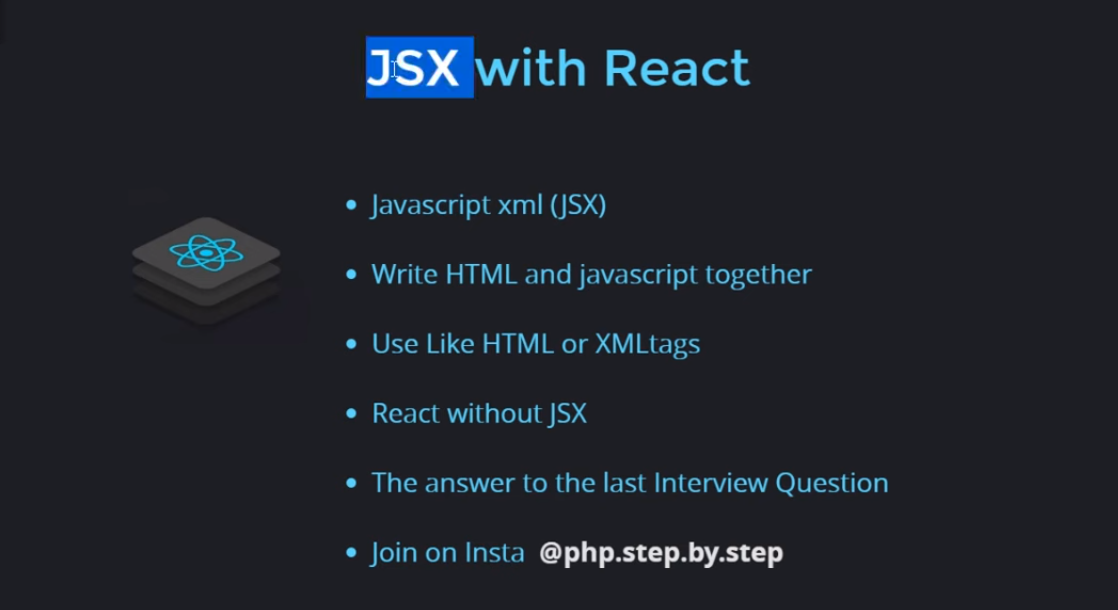 JSX with React
• Javascript xml (JSX)
• Write HTML and javascript together
• Use Like HTML or XMLtags
• React without JSX
• The answer to the last Interview Question
• Join on Insta @php.step.by.step